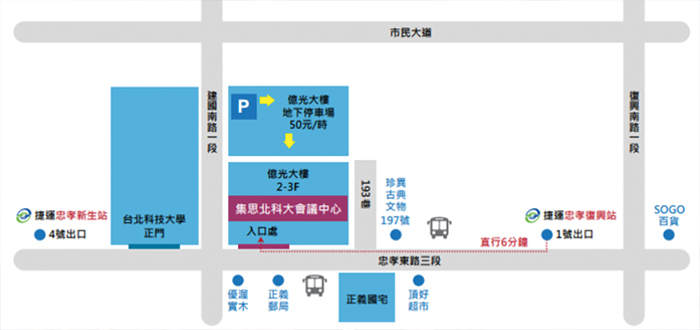 市民大道
建國南路一段
復興南路一段
P
億光大樓
地下停車場
50元/時
億光大樓
2-3F
集思北科大會議中心
入口處
193巷
珍異
古典
文物
197號
台北科技大學
正門
捷運忠孝新生站
4號出口
捷運忠孝復興站
1號出口
SOGO
百貨
直行6分鐘
忠孝東路三段
優渥
實木
正義
郵局
正義國宅
頂好
超市